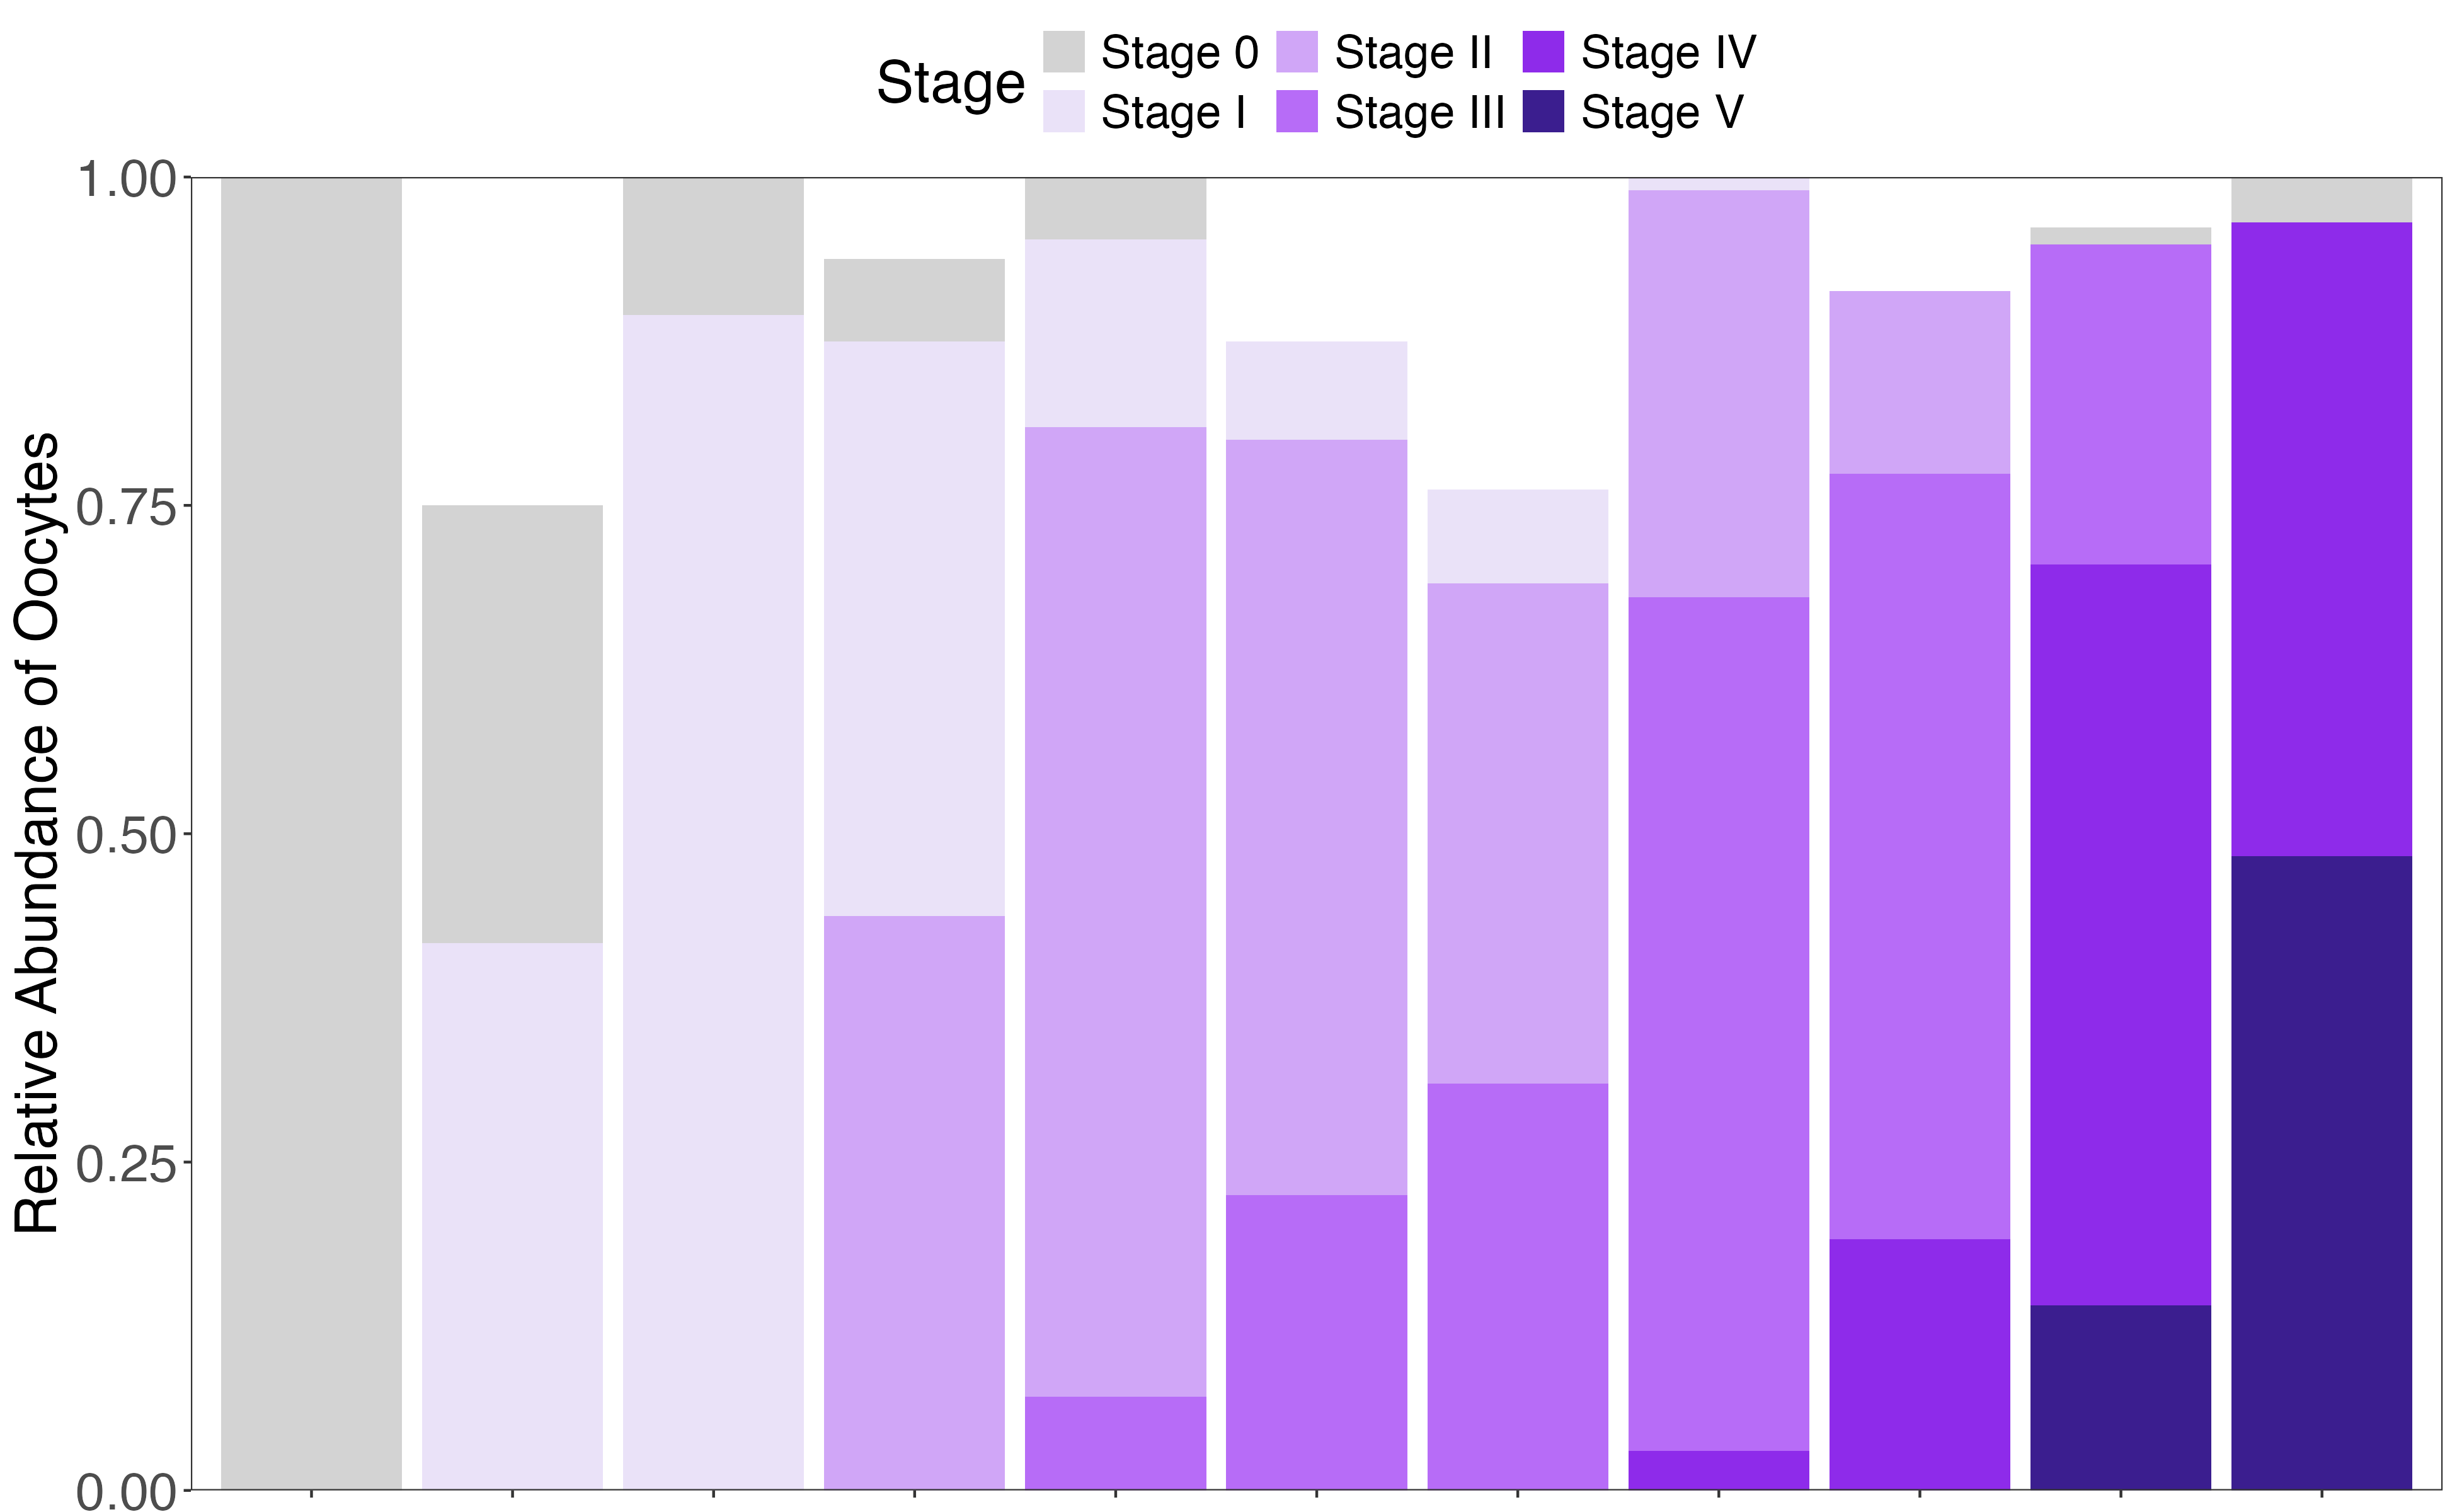 Stage
Stage 0 Stage II Stage IV
Stage I Stage III Stage V
1.00
0.75
0.50
0.25
0.00
Relative Abundance of Oocytes